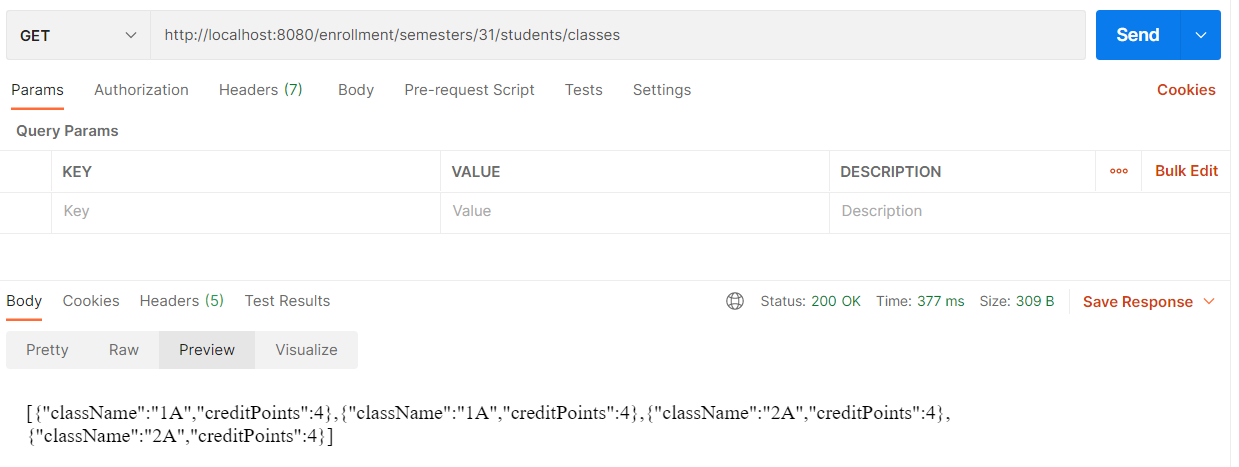 GET http://localhost:8080/enrollment/semesters/31/students/classes Send
Params Authorization Headers (7) Body Pre-request Script Tests Settings Cookies
Query Params
KEY VALUE DESCRIPTION ooo Bulk Edit
Key Value Description
Body Cookies Headers (5) Test Results Status: 200 OK Time: 377 ms Size: 309 B Save Response
Pretty Raw Preview Visualize
[{"className":"1A","creditPoints":4},{"className":"1A","creditPoints":4},{"className":"2A","creditPoints":4},
{"className":"2A","creditPoints":4}]